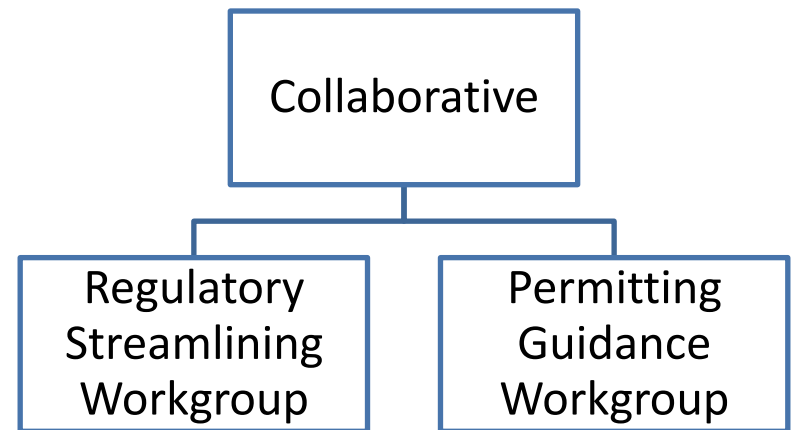 Collaborative
Regulatory
Streamlining
Workgroup
Permitting
Guidance
Workgroup